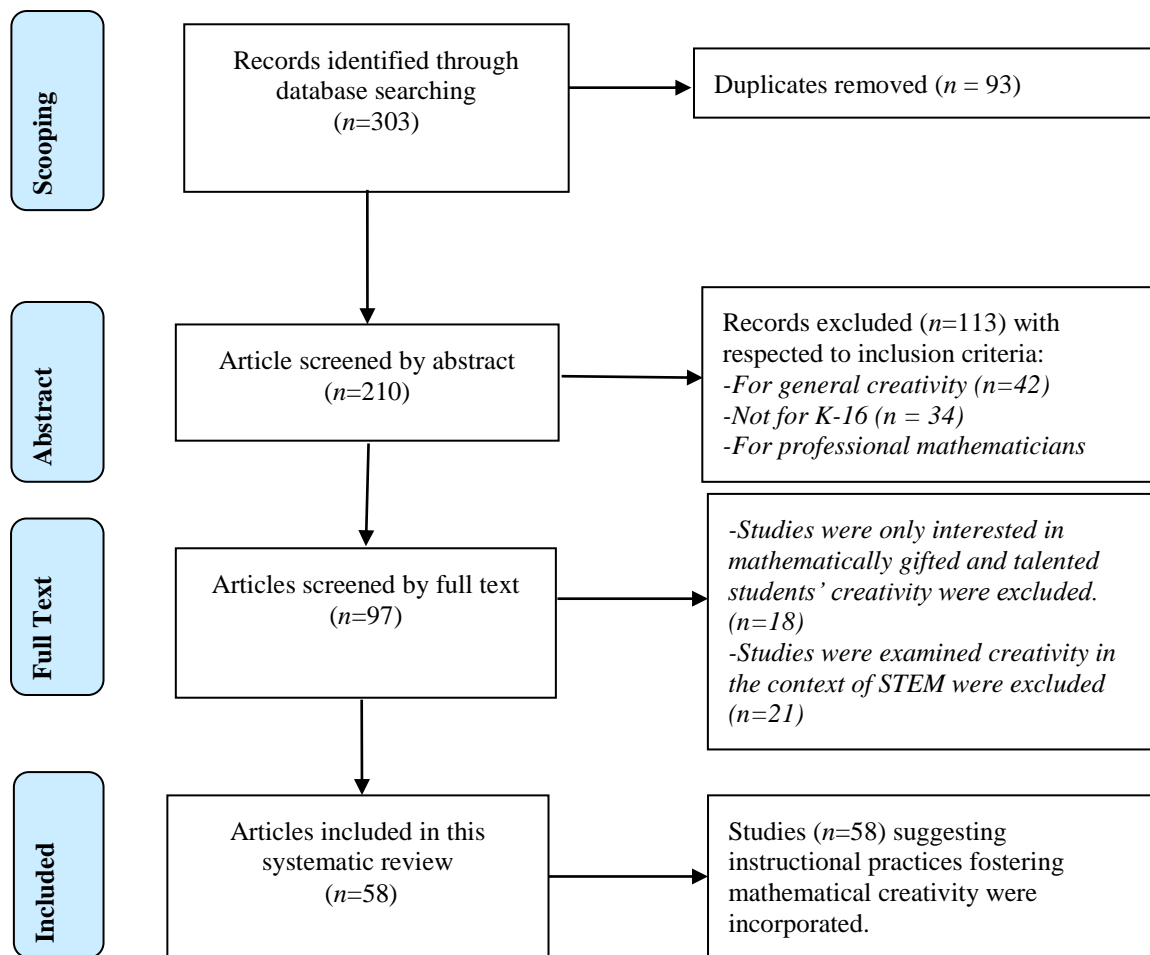 Scooping
Records identified through
database searching
(n=303)
Duplicates removed (n = 93)
Abstract
Article screened by abstract
(n=210)
Records excluded (n=113) with
respected to inclusion criteria:
-For general creativity (n=42)
-Not for K-16 (n = 34)
-For professional mathematicians
Full Text
Articles screened by full text
(n=97)
-Studies were only interested in
mathematically gifted and talented
students’ creativity were excluded.
(n=18)
-Studies were examined creativity in
the context of STEM were excluded
(n=21)
Included
Articles included in this
systematic review
(n=58)
Studies (n=58) suggesting
instructional practices fostering
mathematical creativity were
incorporated.